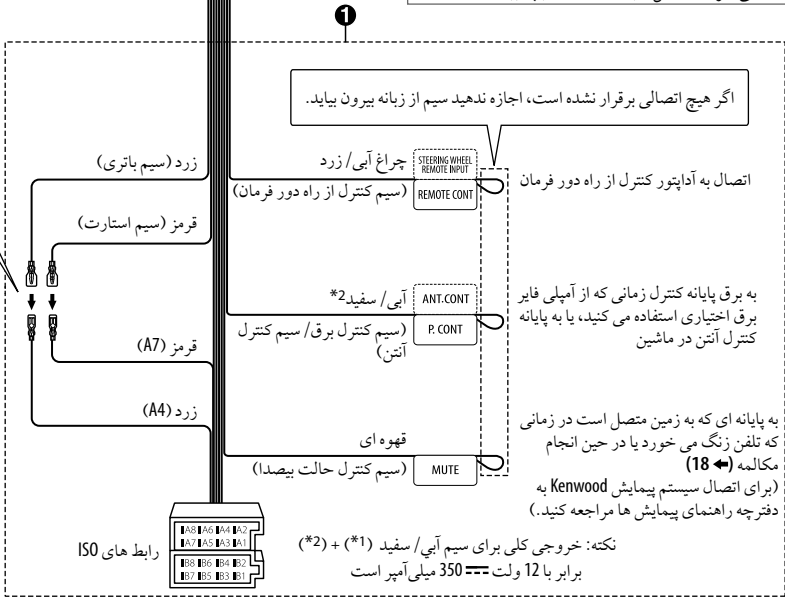 ❶
اگر هیچ اتصالی برقرار نشده است، اجازه ندهید سیم از زبانه بیرون بیاید.
زرد (سیم باتری)
چراغ آبی/ زرد
STEERING WHEEL
REMOTE INPUT
REMOTE CONT
(سیم کنترل از راه دور فرمان)
اتصال به آداپتور کنترل از راه دور فرمان
قرمز (سیم استارت)
آبی/ سفید2*
ANT.CONT
P. CONT
(سیم کنترل برق/ سیم کنترل
آنتن)
به برق پایانه کنترل زمانی که از آمپلی فایر
برق اختیاری استفاده می کنید، یا به پایانه
کنترل آنتن در ماشین
قرمز (A7)
زرد (A4)
قهوه ای
MUTE
(سیم کنترل حالت بیصدا)
به پایانه ای که به زمین متصل است در زمانی
که تلفن زنگ می خورد یا در حین انجام
مکالمه (➜ 18)
(برای اتصال سیستم پیمایش Kenwood به
دفترچه راهنمای پیمایش ها مراجعه کنید.)
A8 A6 A4 A2
A7 A5 A3 A1
B8 B6 B4 B2
B7 B5 B3 B1
رابط های ISO
نکته: خروجی کلی برای سیم آبی/ سفید (1*) + (2*)
برابر با 12 ولت ⎓ 350 میلی‌آمپر است